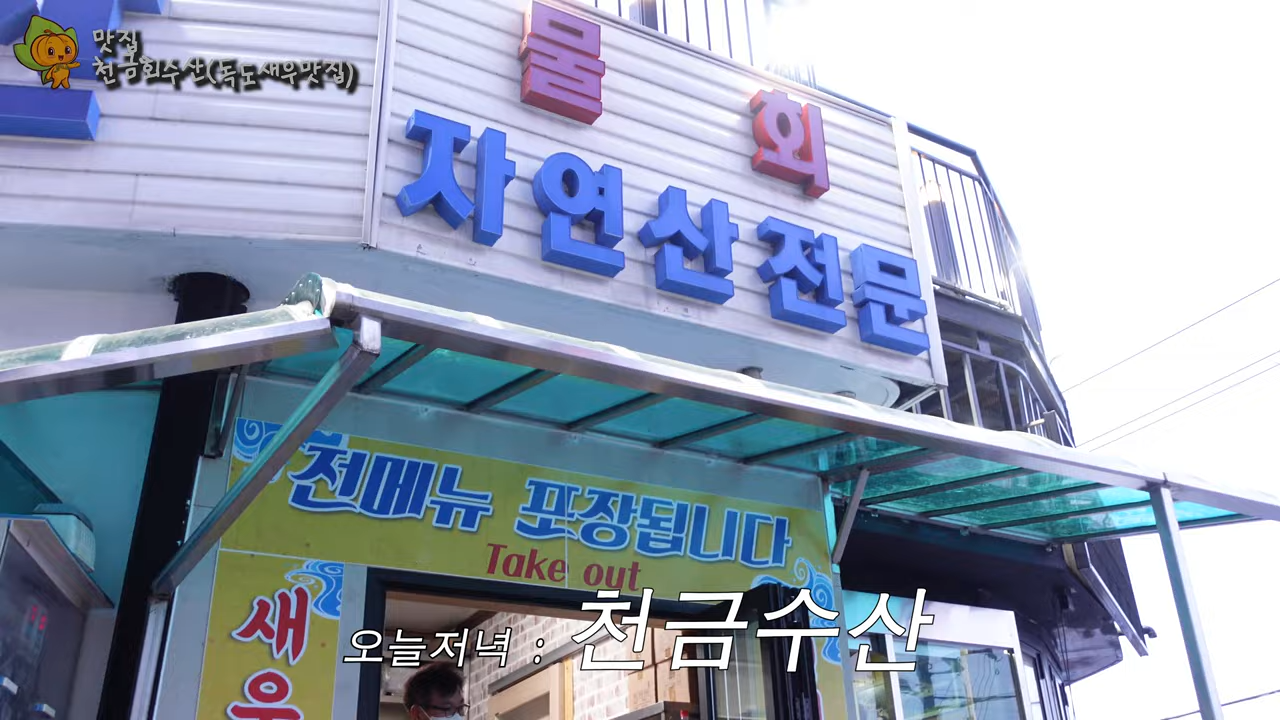 맛집
천금회수산(독도새우맛집)
물 회
자연산전문
전메뉴 포장됩니다
Take out
새우
오늘저녁 : 천금수산